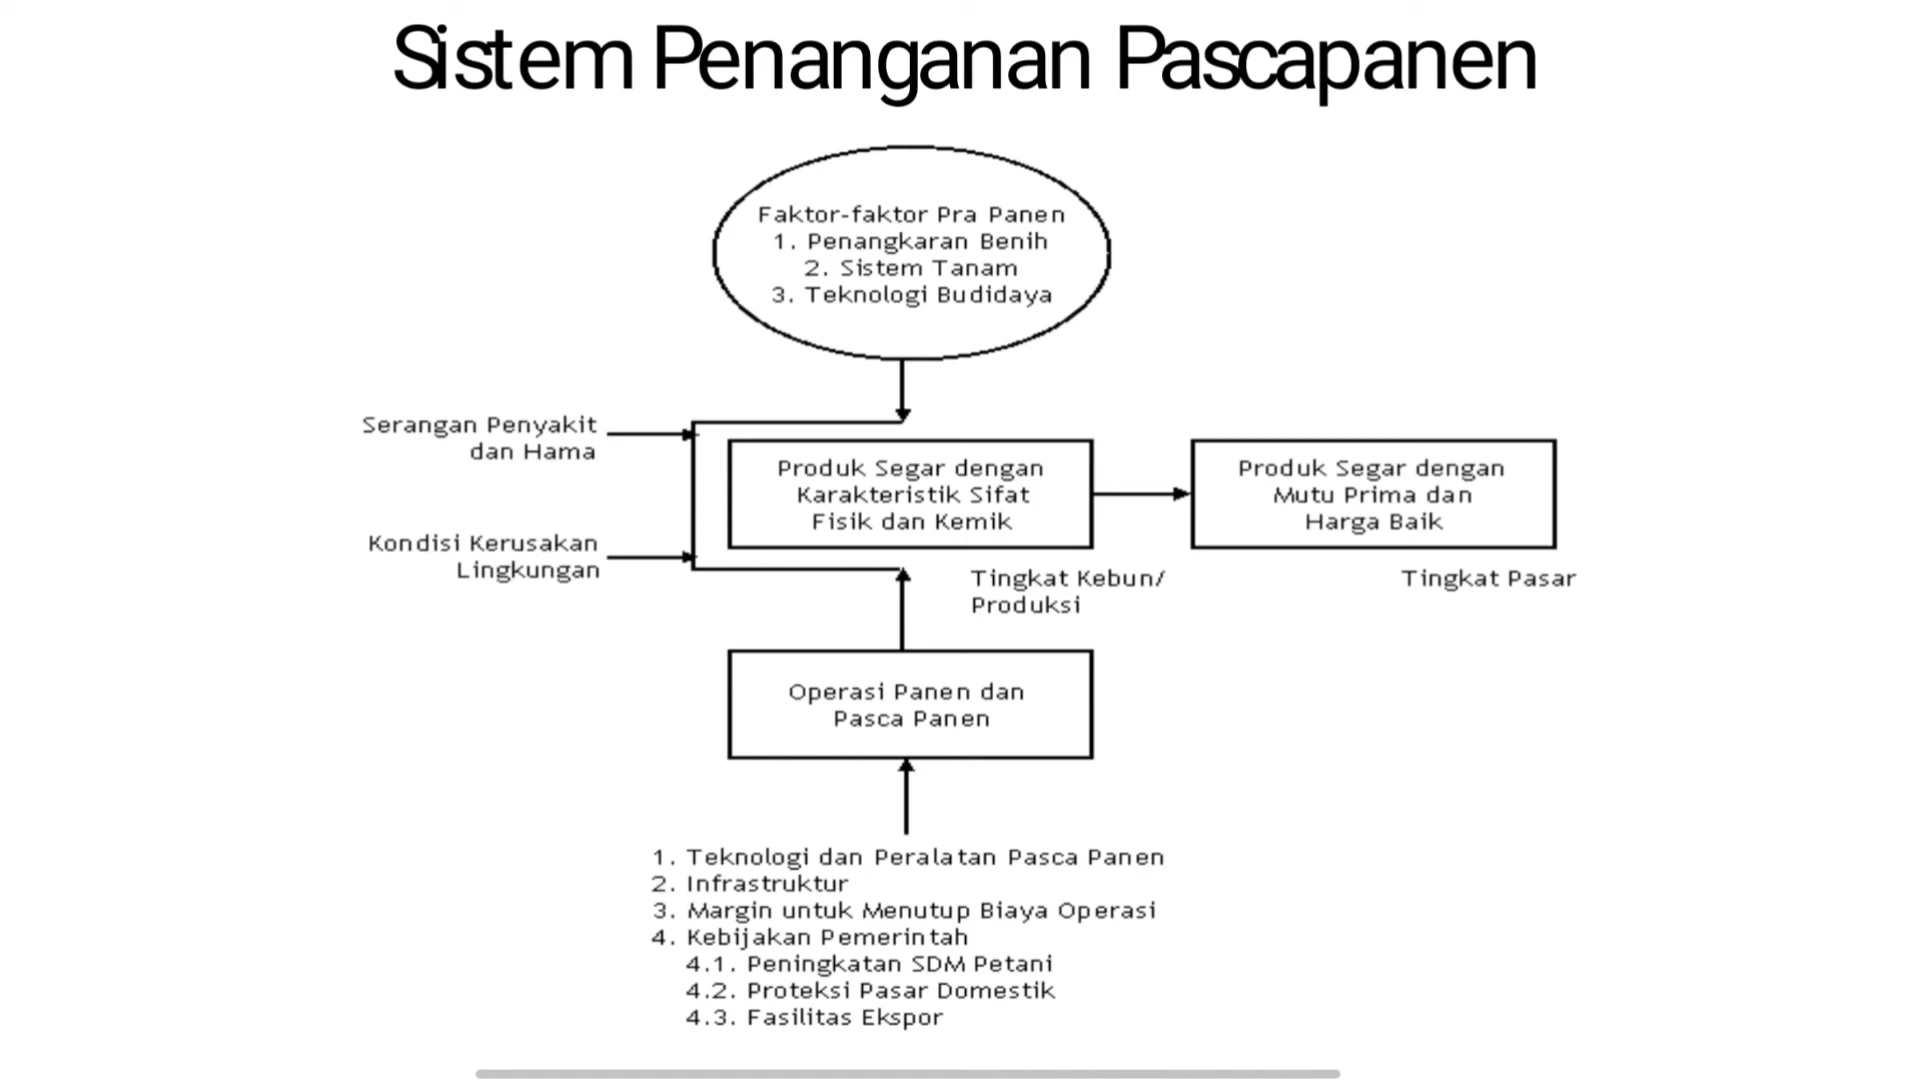 Sistem Penanganan Pascapanen
Faktor-faktor Pra Panen
1. Penangkaran Benih
2. Sistem Tanam
3. Teknologi Budidaya
Serangan Penyakit
dan Hama
Kondisi Kerusakan
Lingkungan
Produk Segar dengan
Karakteristik Sifat
Fisik dan Kemik
Produk Segar dengan
Mutu Prima dan
Harga Baik
Tingkat Kebun/
Produksi
Tingkat Pasar
Operasi Panen dan
Pasca Panen
1. Teknologi dan Peralatan Pasca Panen
2. Infrastruktur
3. Margin untuk Menutup Biaya Operasi
4. Kebijakan Pemerintah
4.1. Peningkatan SDM Petani
4.2. Proteksi Pasar Domestik
4.3. Fasilitas Ekspor